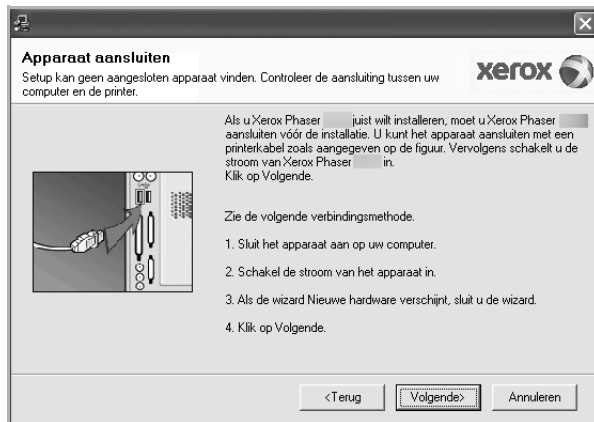 Apparaat aansluiten
Setup kan geen aangesloten apparaat vinden. Controleer de aansluiting tussen uw
computer en de printer.
xerox
Als u Xerox Phaser juist wilt installeren, moet u Xerox Phaser
aansluiten vóór de installatie. U kunt het apparaat aansluiten met een
printerkabel zoals aangegeven op de figuur. Vervolgens schakelt u de
stroom van Xerox Phaser in.
Klik op Volgende.
Zie de volgende verbindingsmethode.
1. Sluit het apparaat aan op uw computer.
2. Schakel de stroom van het apparaat in.
3. Als de wizard Nieuwe hardware verschijnt, sluit u de wizard.
4. Klik op Volgende.
<Terug
Volgende>
Annuleren